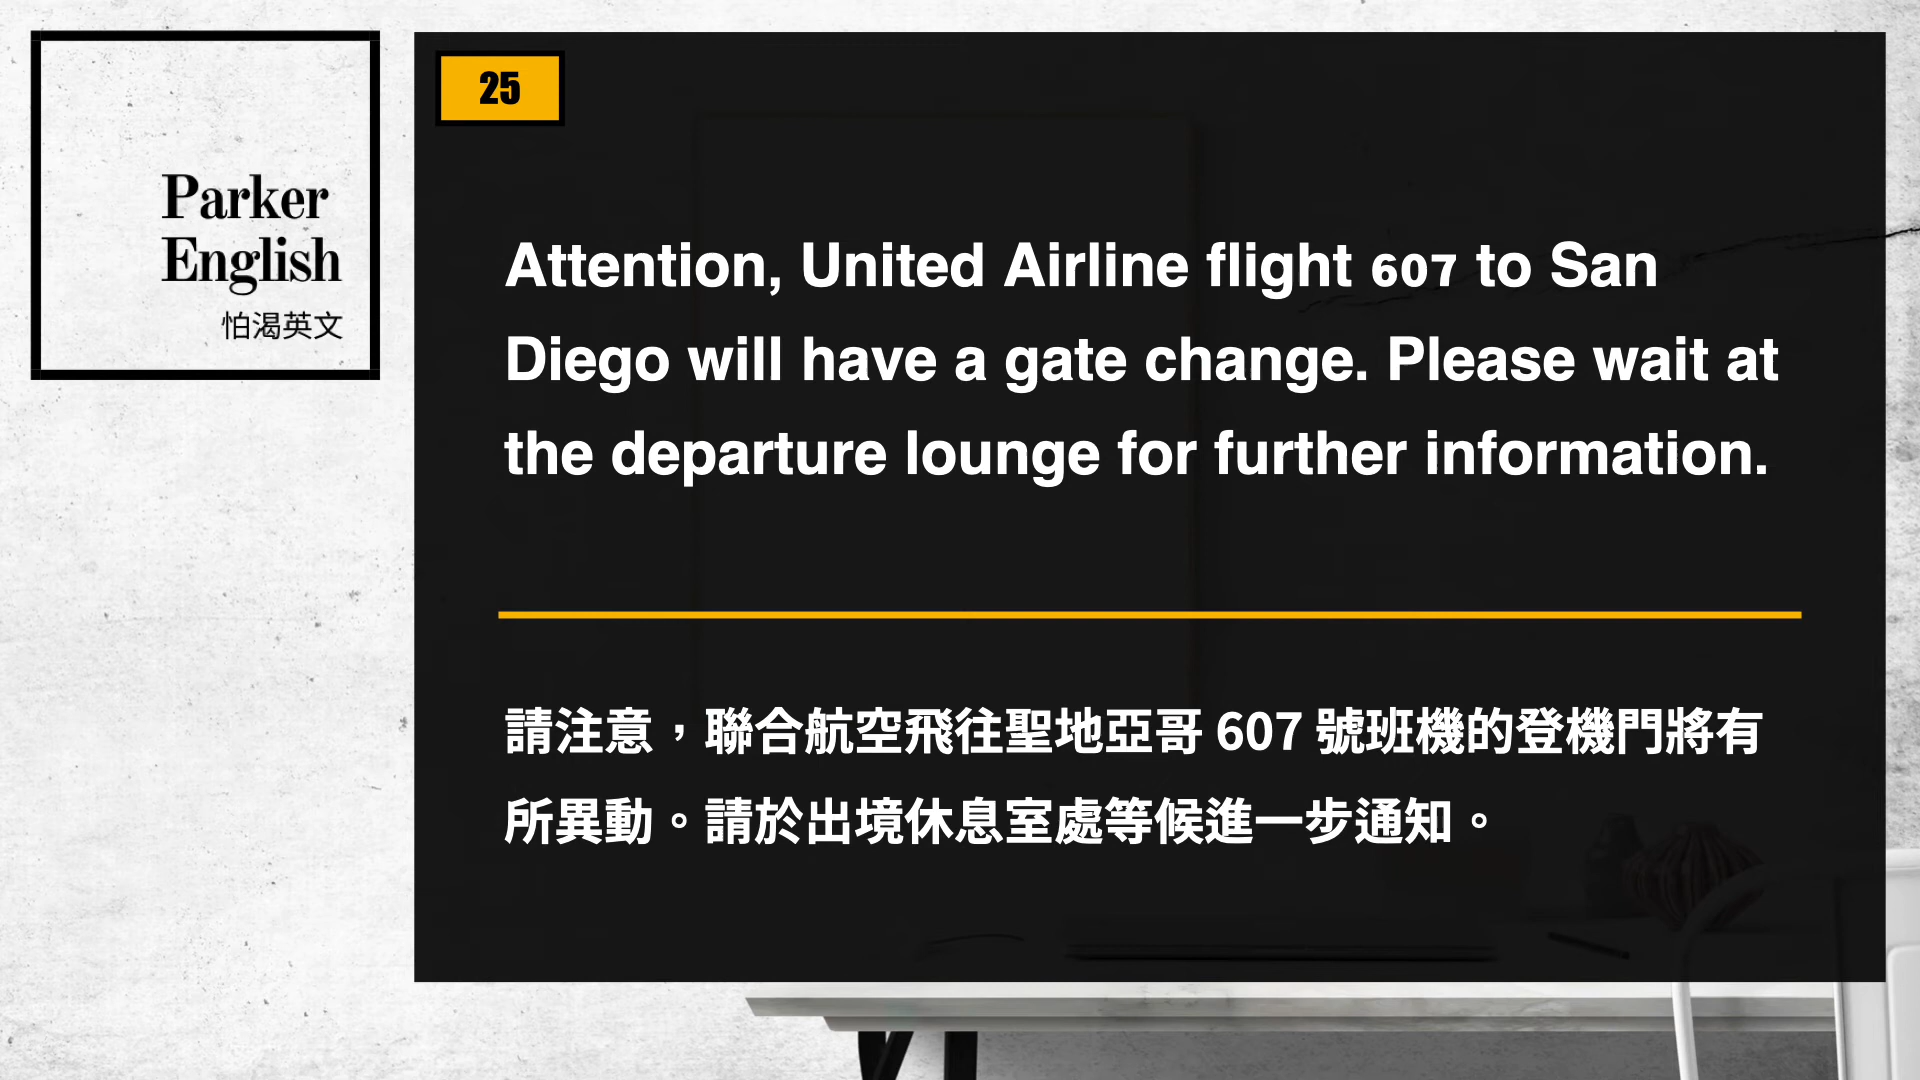 Parker
English
怕渴英文
25
Attention, United Airline flight 607 to San
Diego will have a gate change. Please wait at
the departure lounge for further information.
請注意，聯合航空飛往聖地亞哥 607 號班機的登機門將有
所異動。請於出境休息室處等候進一步通知。